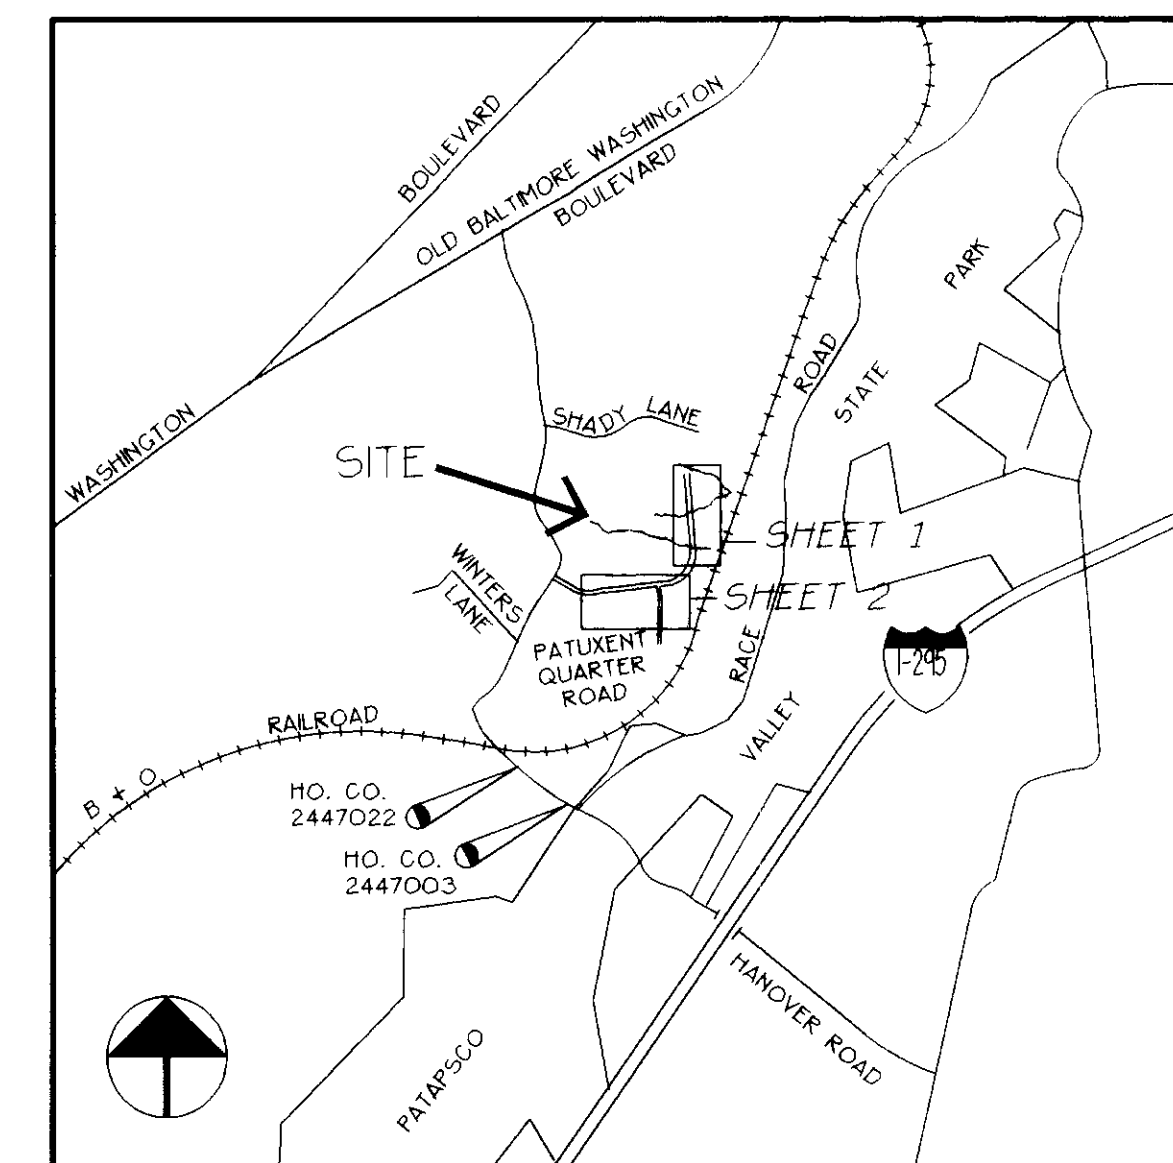 BOULEVARD
OLD BALTIMORE WASHINGTON
BOULEVARD
PARK
ROAD
STATE
SHADY LANE
WASHINGTON
SITE
SHEET 1
WINTERS
LANE
SHEET 2
PATUXENT
QUARTER
ROAD
RACE
I-295
VALLEY
RAILROAD
B + O
HO. CO.
2447022
HO. CO.
2447003
HANOVER ROAD
PATAPSCO